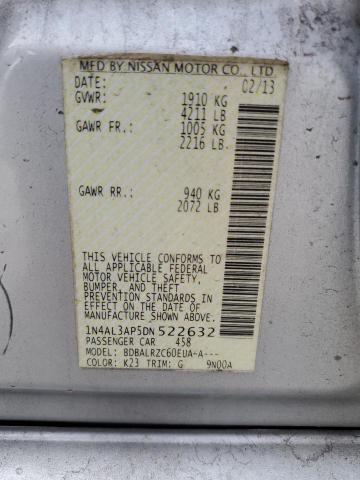 MFD BY NISSAN MOTOR CO., LTD.
DATE: 02/13
GVWR: 1910 KG
4211 LB
GAWR FR.: 1005 KG
2216 LB
GAWR RR.: 940 KG
2072 LB
THIS VEHICLE CONFORMS TO ALL
APPLICABLE FEDERAL MOTOR VEHICLE SAFETY,
BUMPER, AND THEFT
PREVENTION STANDARDS IN
EFFECT ON THE DATE OF
MANUFACTURE SHOWN ABOVE.
1N4AL3AP5DN522632
PASSENGER CAR 458
MODEL: BDBALRZC60EUA-A---
COLOR: K23 TRIM: G 9N00A